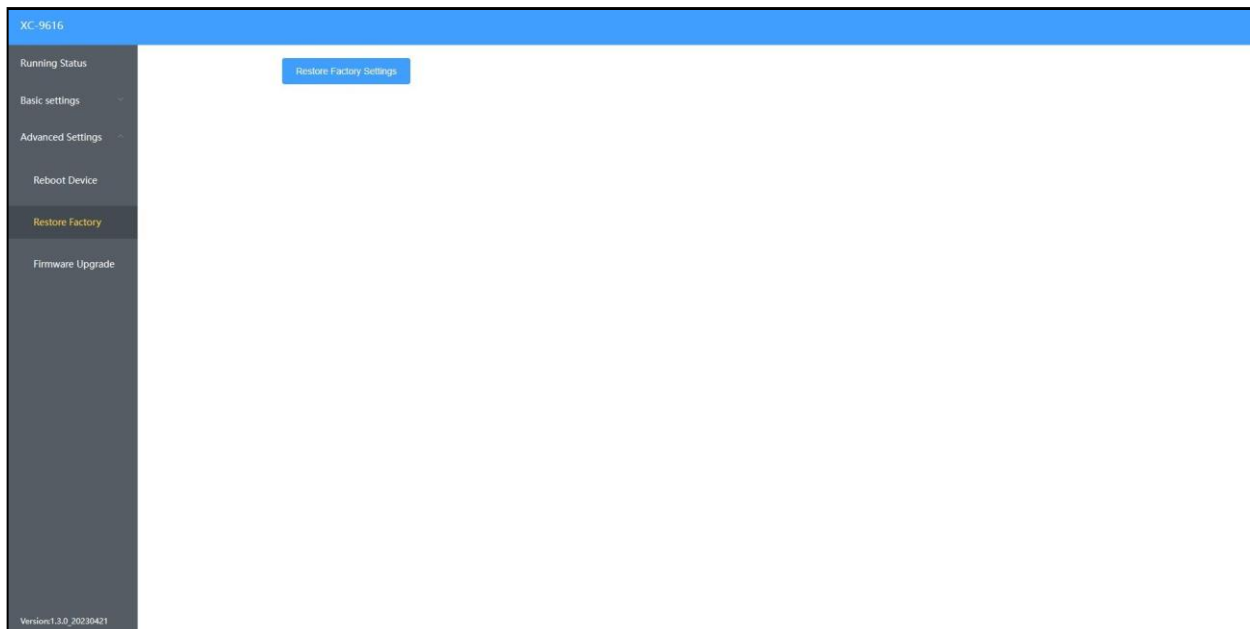 XC-9616
Running Status
Restore Factory Settings
Basic settings
Advanced Settings
Reboot Device
Restore Factory
Firmware Upgrade
Version:1.3.0_20230421